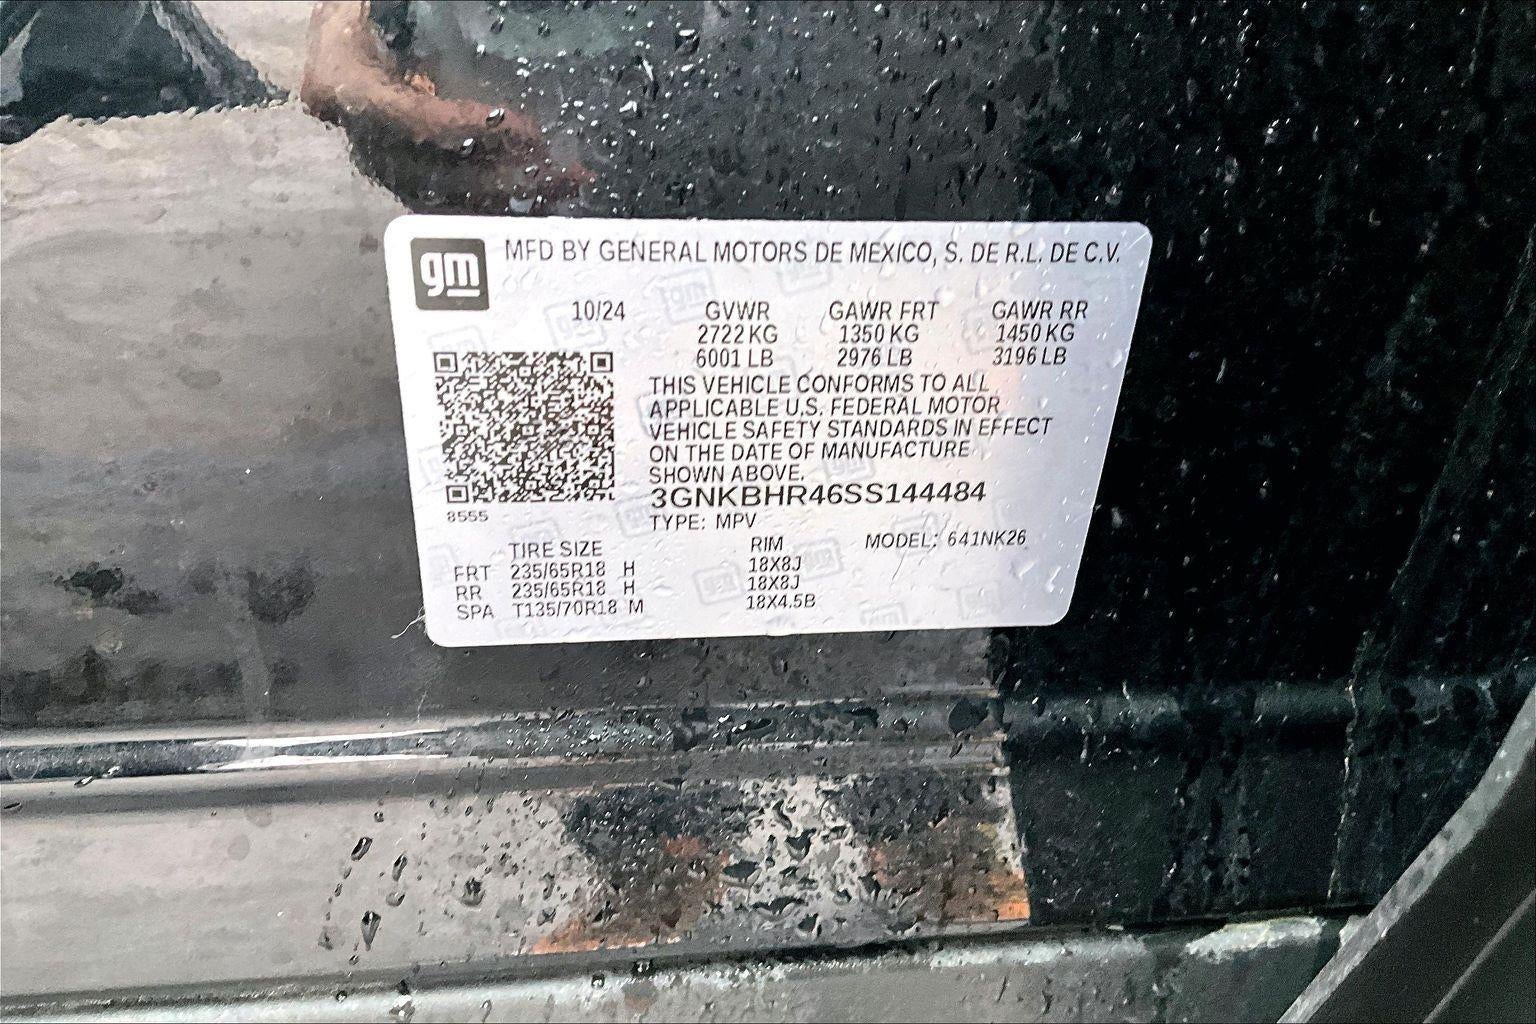 gm MFD BY GENERAL MOTORS DE MEXICO, S. DE R.L. DE C.V.
10/24 GVWR GAWR FRT GAWR RR
2722 KG 1350 KG 1450 KG
6001 LB 2976 LB 3196 LB
THIS VEHICLE CONFORMS TO ALL
APPLICABLE U.S. FEDERAL MOTOR
VEHICLE SAFETY STANDARDS IN EFFECT
ON THE DATE OF MANUFACTURE
SHOWN ABOVE.
3GNKBHR46SS144484
8555 TYPE: MPV
TIRE SIZE RIM MODEL: 641NK26
FRT 235/65R18 H 18X8J
RR 235/65R18 H 18X8J
SPA T135/70R18 M 18X4.5B